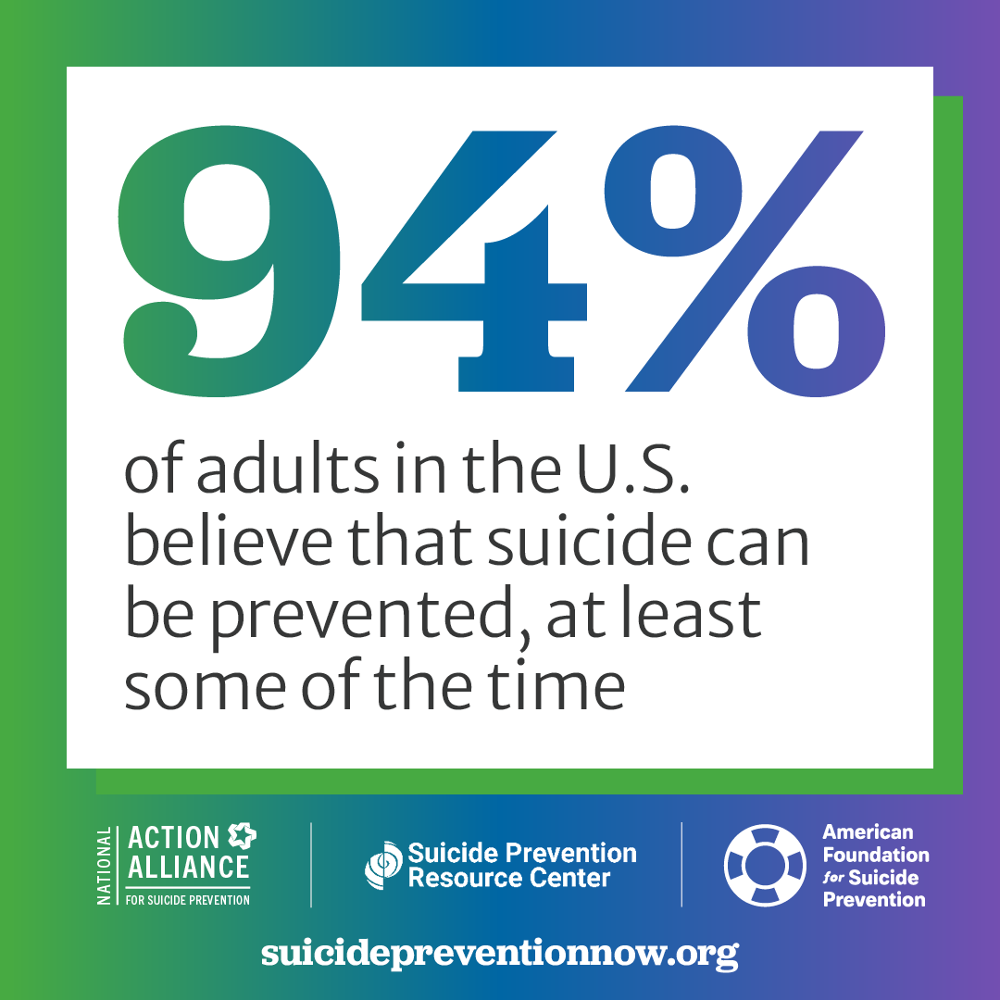 94%
of adults in the U.S.
believe that suicide can
be prevented, at least
some of the time
NATIONAL
ACTION
ALLIANCE
FOR SUICIDE PREVENTION
Suicide Prevention
Resource Center
American
Foundation
for Suicide
Prevention
suicidepreventionnow.org